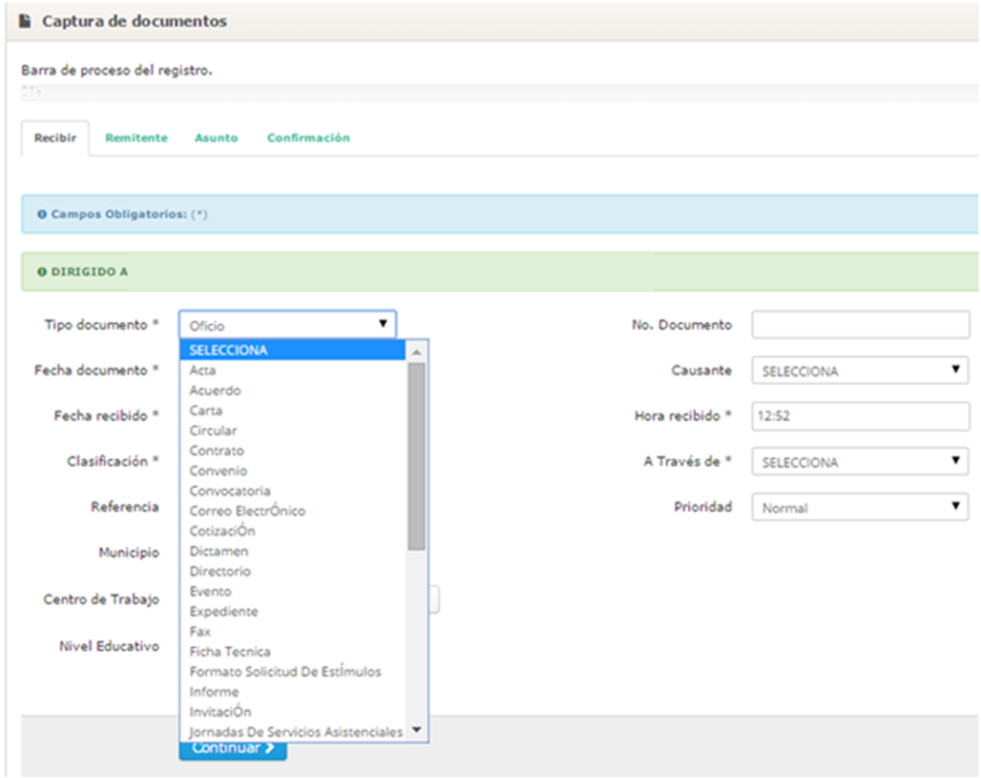 Captura de documentos
Barra de proceso del registro.
Recibir Remitente Asunto Confirmación
Campos Obligatorios: (*)
DIRIGIDO A
Tipo documento * Oficio No. Documento
SELECCIONA
Acta
Fecha documento * Causante SELECCIONA
Acuerdo
Carta
Fecha recibido * Hora recibido * 12:52
Circular
Contrato
Clasificación * A Través de * SELECCIONA
Convenio
Convocatoria
Referencia Prioridad Normal
Correo ElectrÓnico
CotizaciÓn
Municipio Dictamen
Directorio
Evento
Centro de Trabajo
Expediente
Fax
Nivel Educativo
Ficha Tecnica
Formato Solicitud De EstÍmulos
Informe
InvitaciÓn
Jornadas De Servicios Asistenciales
Continuar